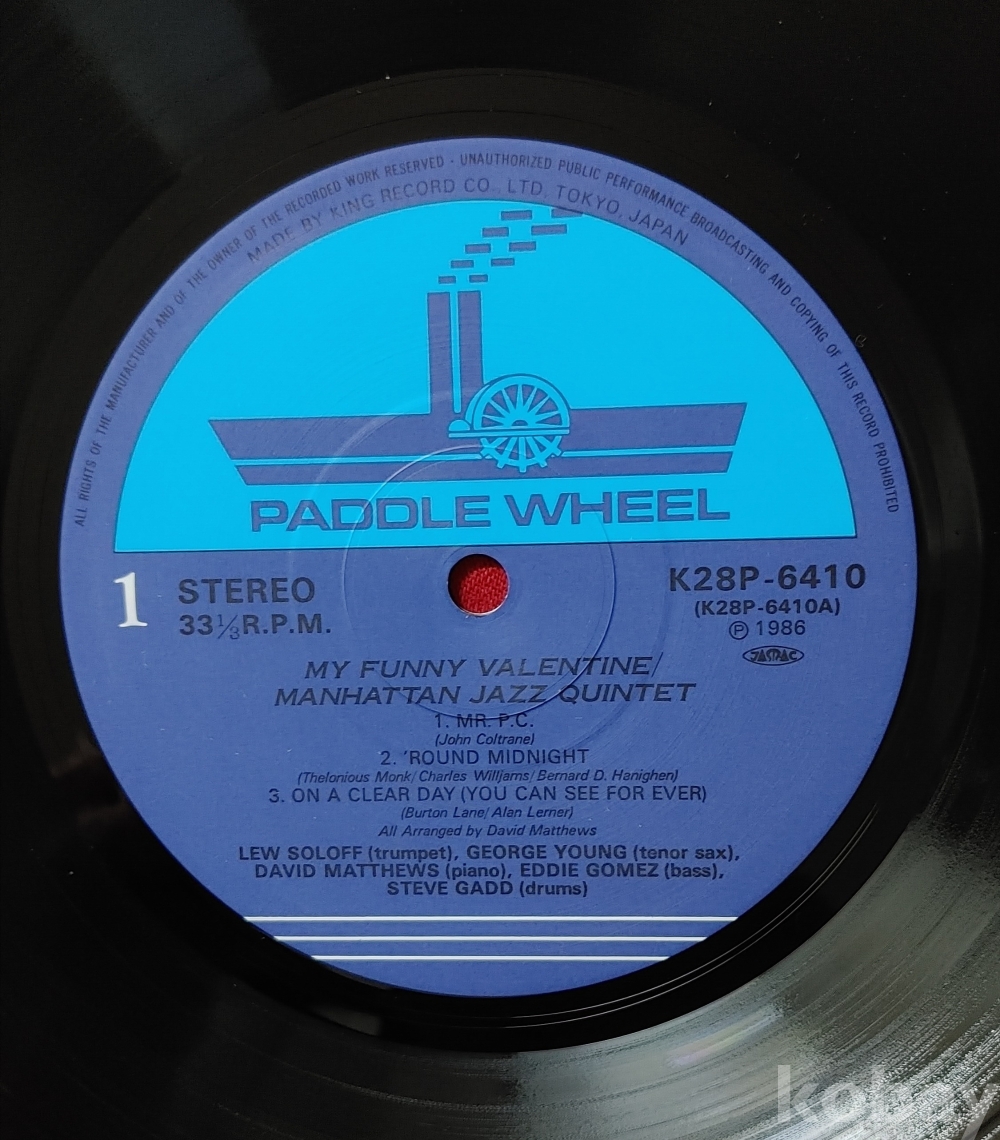 ALL RIGHTS OF THE MANUFACTURER AND OF THE OWNER OF THE RECORDED WORK RESERVED · UNAUTHORIZED PUBLIC PERFORMANCE BROADCASTING AND COPYING OF THIS RECORD PROHIBITED
MADE BY KING RECORD CO., LTD. TOKYO, JAPAN
PADDLE WHEEL
1 STEREO
33⅓R.P.M.
K28P-6410
(K28P-6410A)
℗ 1986
JASRAC
MY FUNNY VALENTINE/
MANHATTAN JAZZ QUINTET
1. MR. P.C.
(John Coltrane)
2. 'ROUND MIDNIGHT
(Thelonious Monk/Charles Williams/Bernard D. Hanighen)
3. ON A CLEAR DAY (YOU CAN SEE FOR EVER)
(Burton Lane/Alan Lerner)
All Arranged by David Matthews
LEW SOLOFF (trumpet), GEORGE YOUNG (tenor sax),
DAVID MATTHEWS (piano), EDDIE GOMEZ (bass),
STEVE GADD (drums)